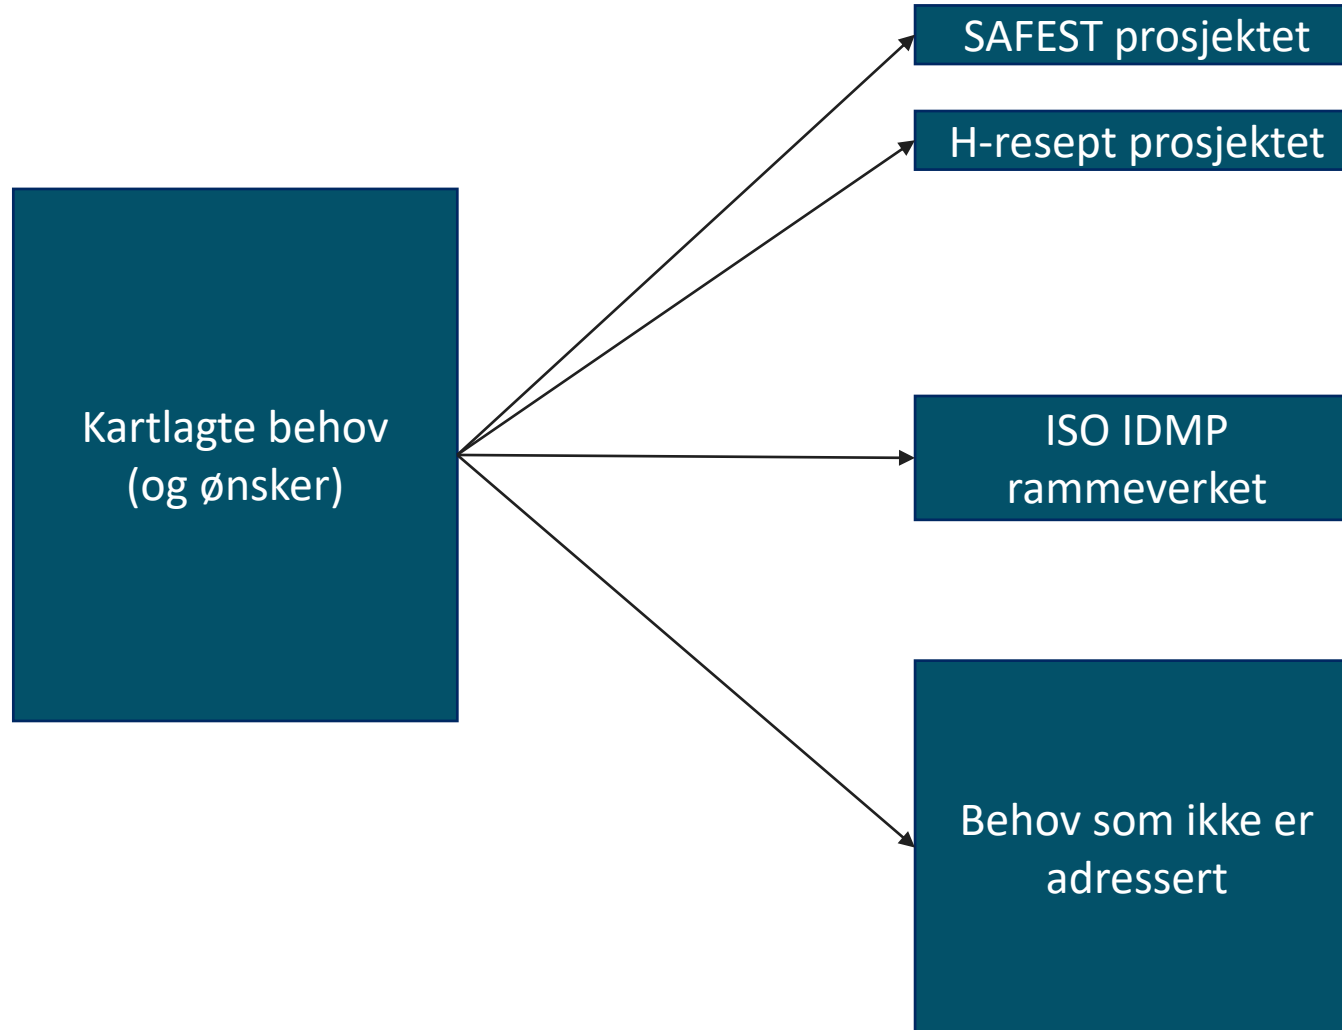 SAFEST prosjektet
H-resept prosjektet
Kartlagte behov
(og ønsker)
ISO IDMP
rammeverket
Behov som ikke er
adressert